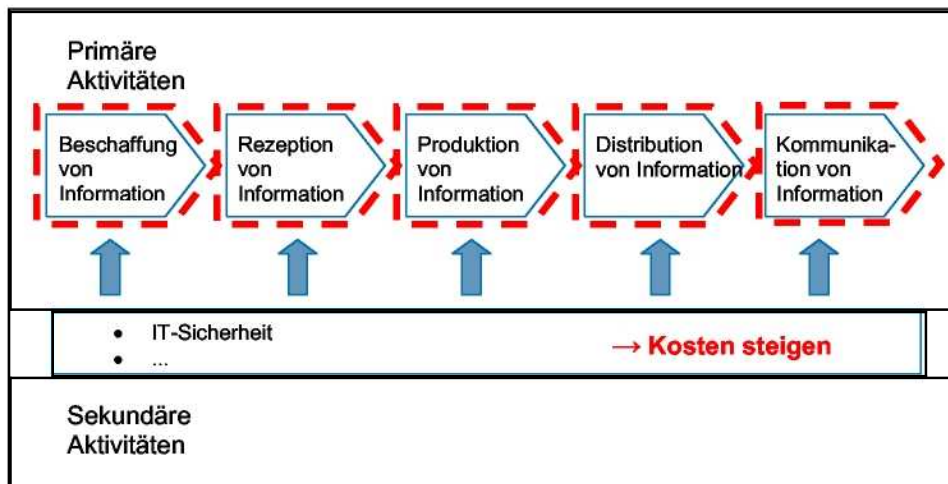 Primäre
Aktivitäten
Beschaffung
von
Information
Rezeption
von
Information
Produktion
von
Information
Distribution
von Information
Kommunika-
tion von
Information
• IT-Sicherheit
• ...
→ Kosten steigen
Sekundäre
Aktivitäten